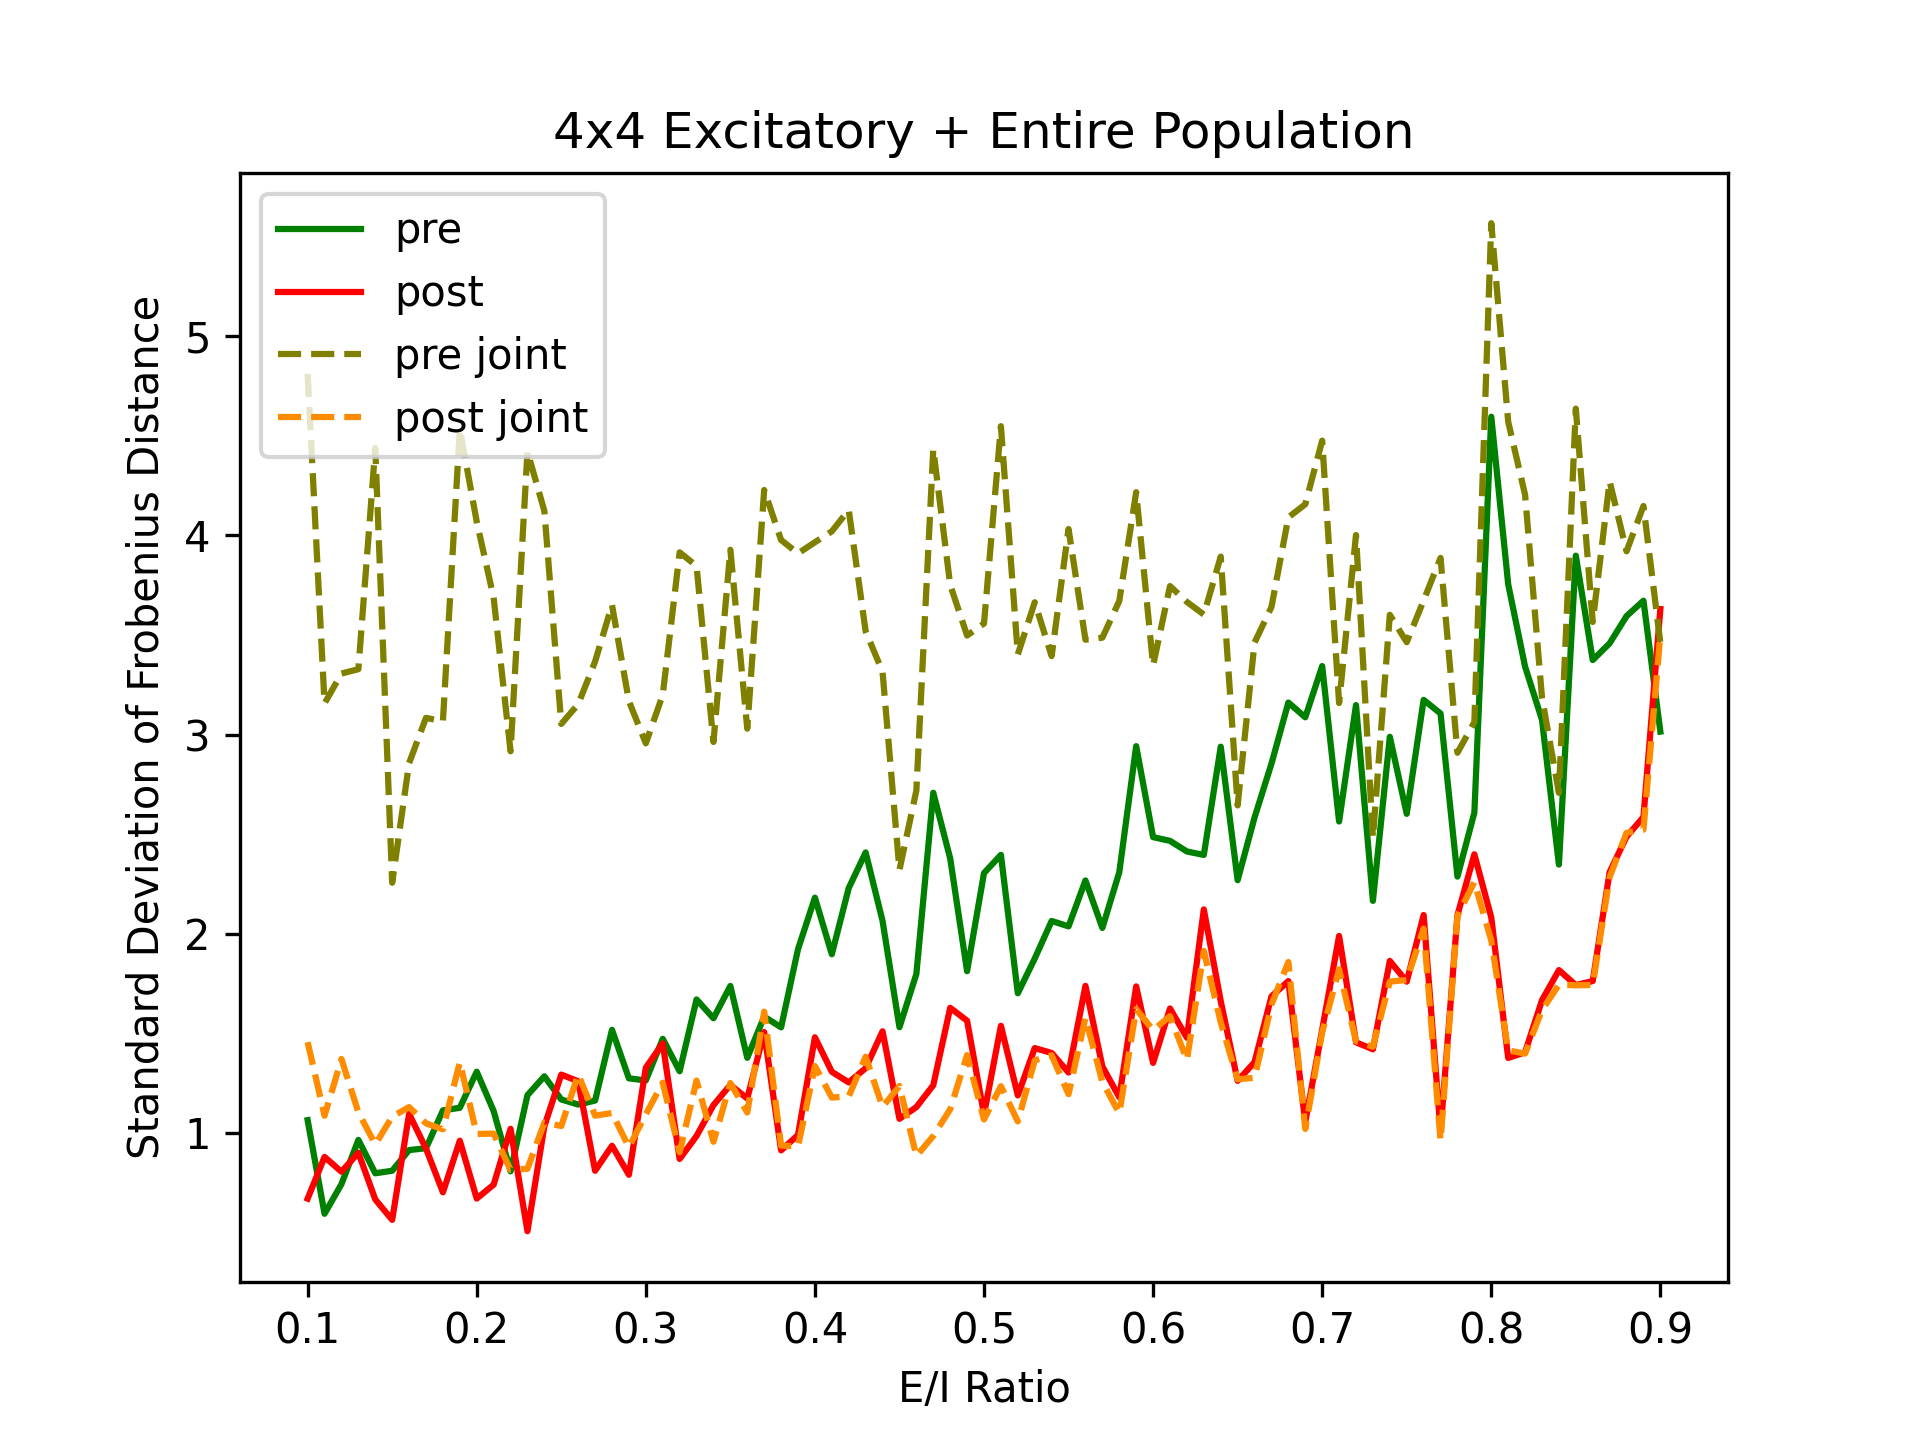 4x4 Excitatory + Entire Population
pre
post
pre joint
post joint
Standard Deviation of Frobenius Distance
5
4
3
2
1
0.1 0.2 0.3 0.4 0.5 0.6 0.7 0.8 0.9
E/I Ratio